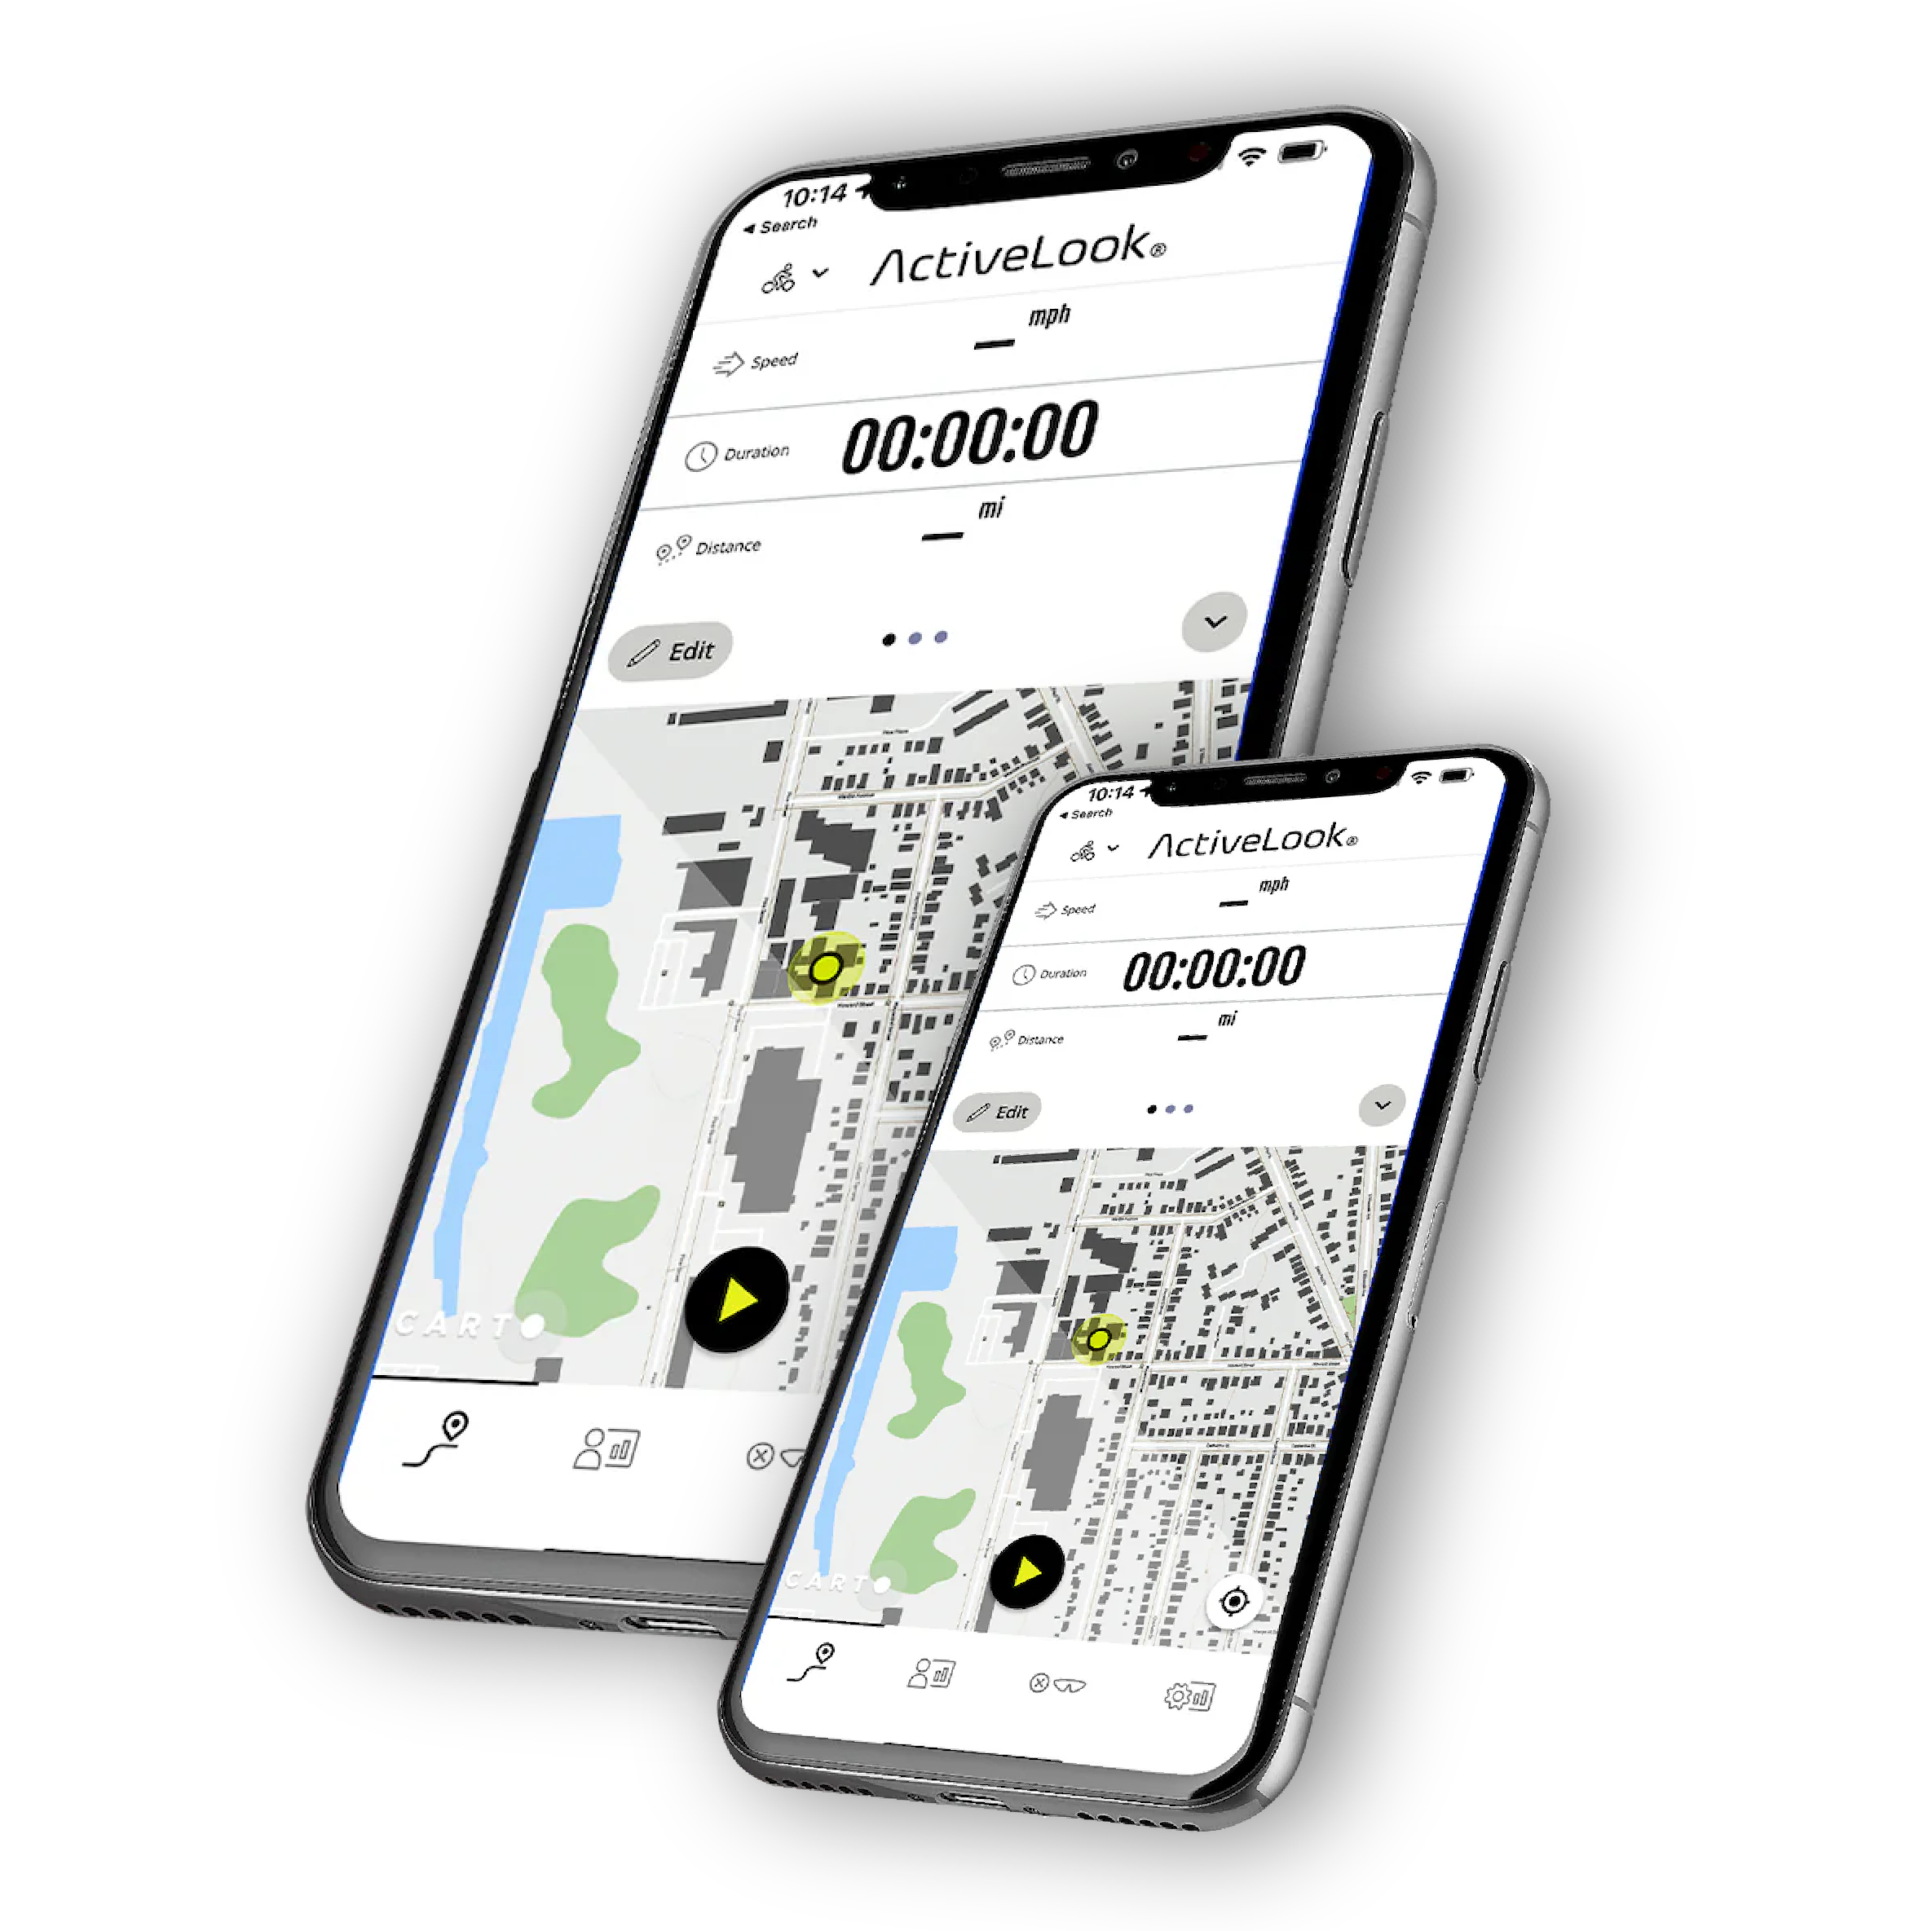 10:14
◀ Search
ActiveLook®
mph
Speed
—
Duration
00:00:00
mi
Distance
—
Edit
CARTO
10:14
◀ Search
ActiveLook®
mph
Speed
—
Duration
00:00:00
mi
Distance
—
Edit
CARTO